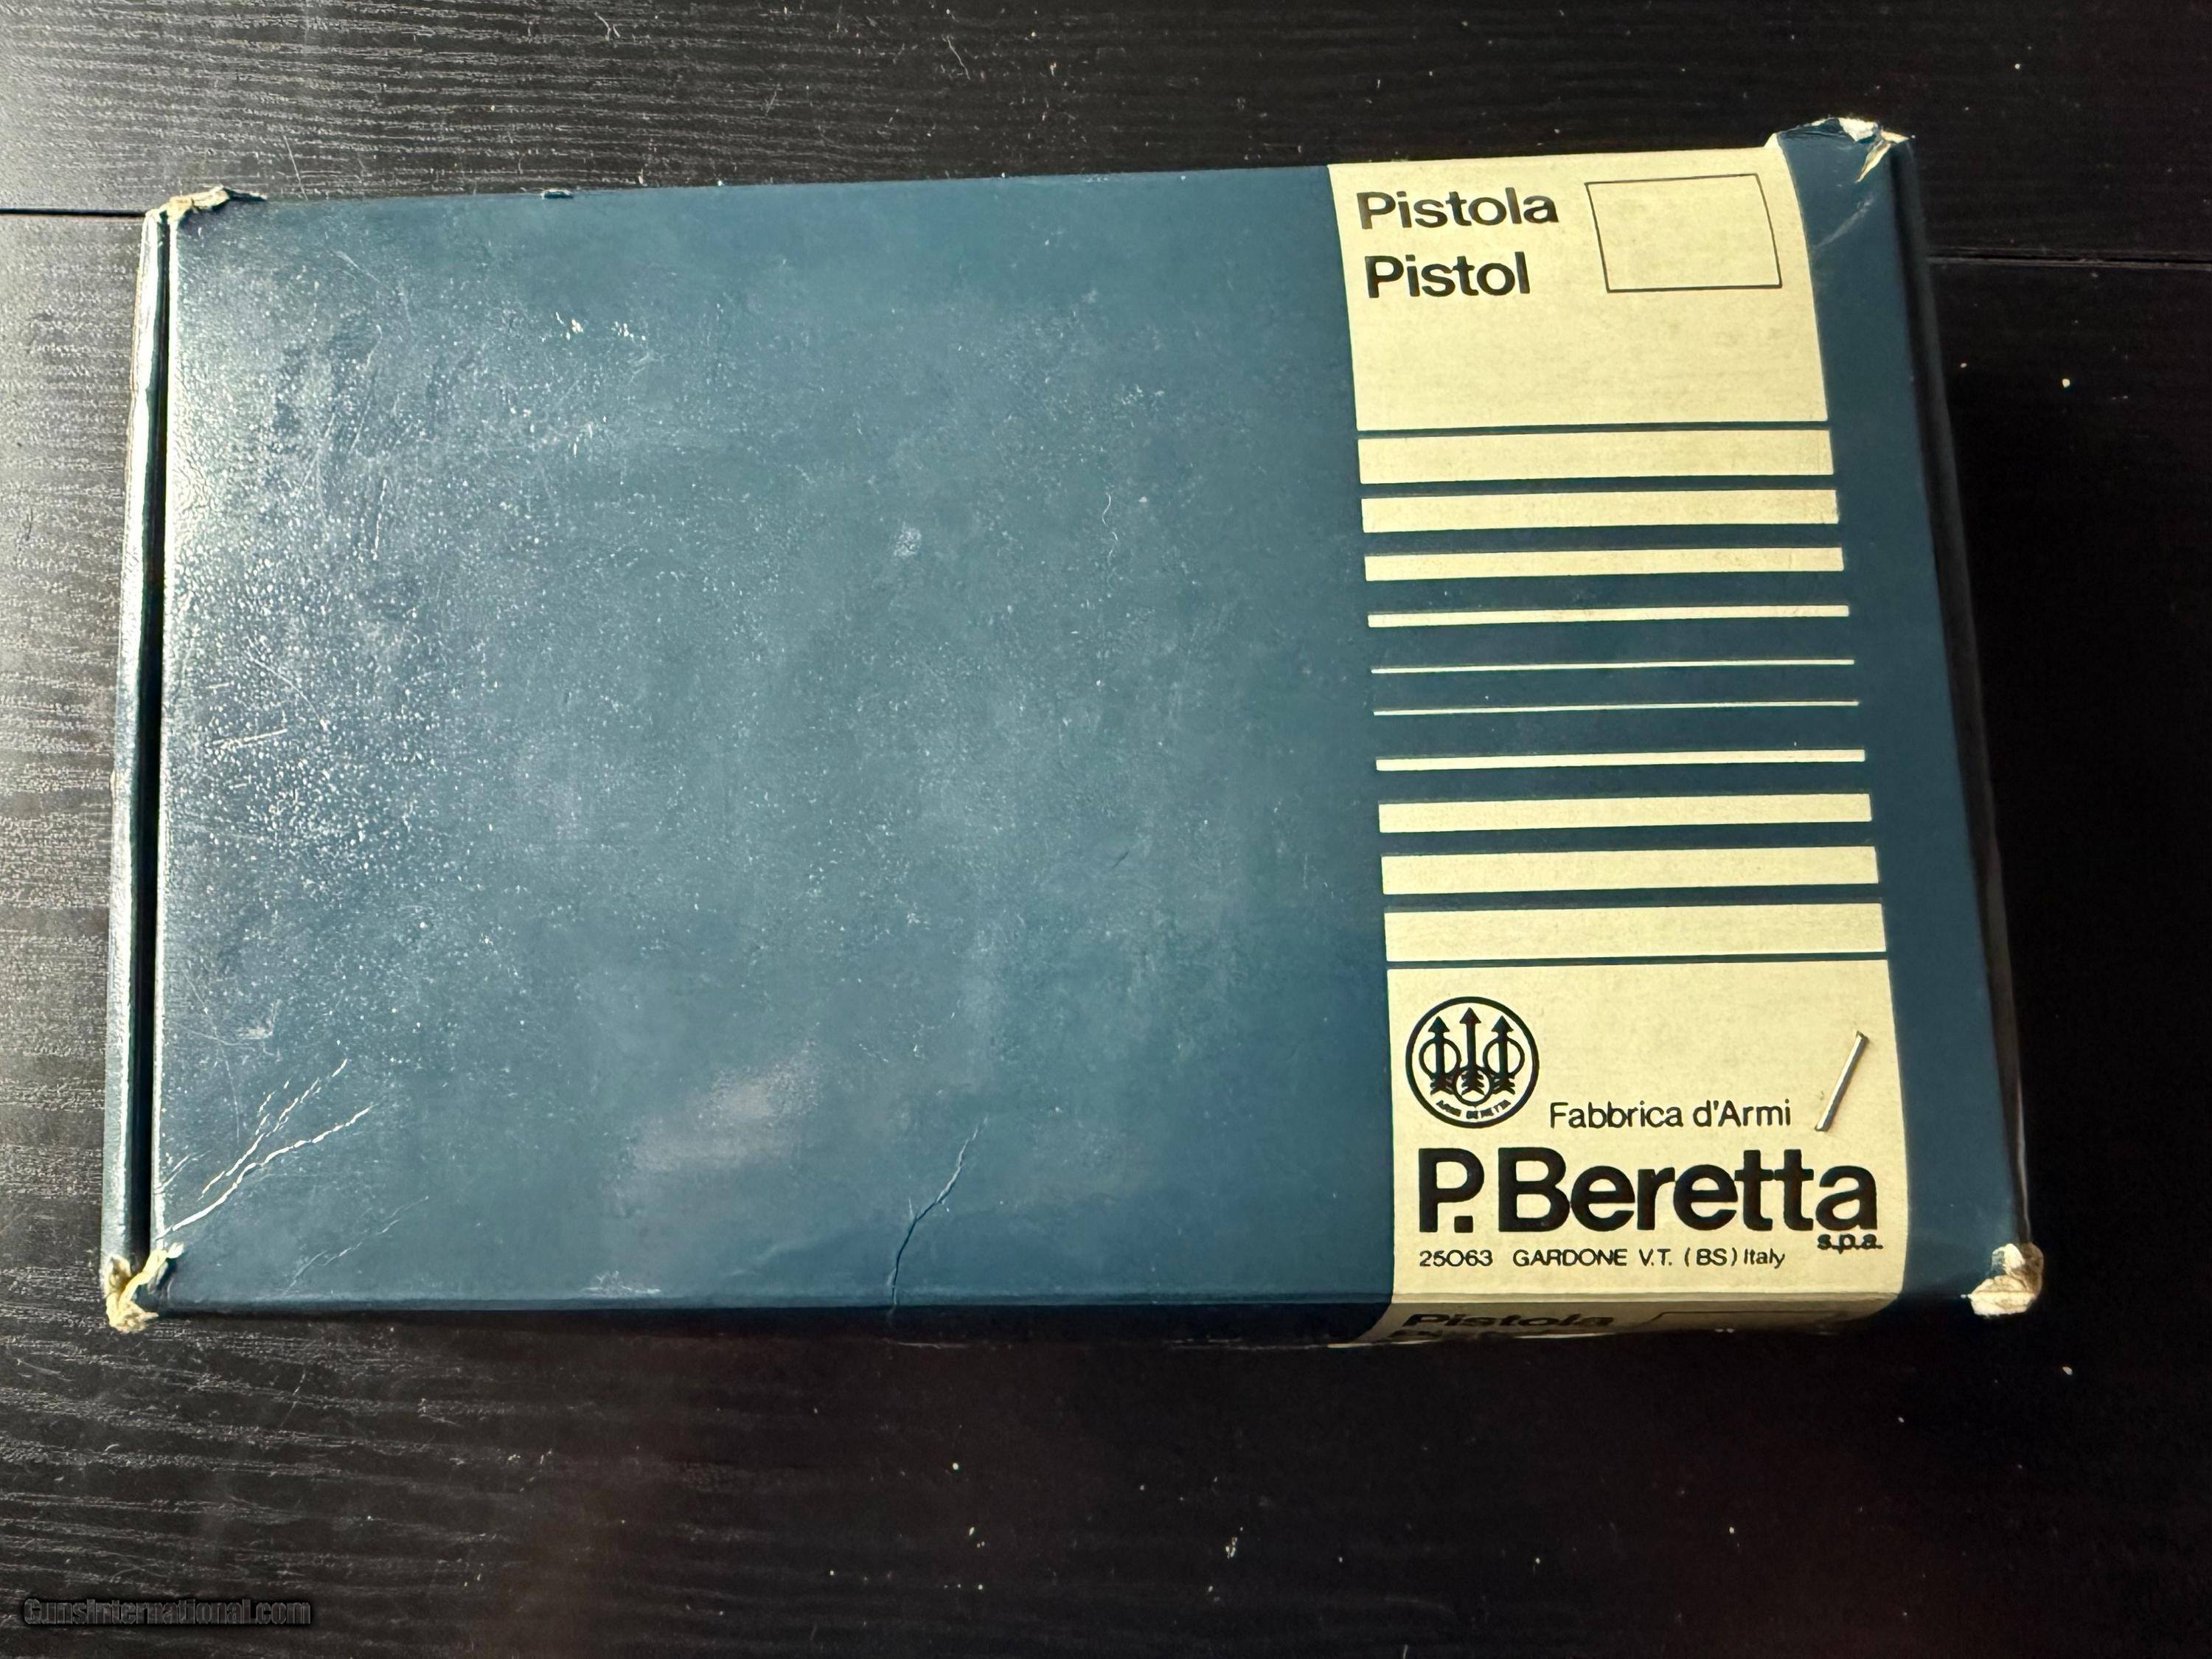 Pistola
Pistol
Fabbrica d'Armi
P. Beretta
s.p.a.
25063 GARDONE V.T. (BS) Italy
Pistola
GunsInternational.com